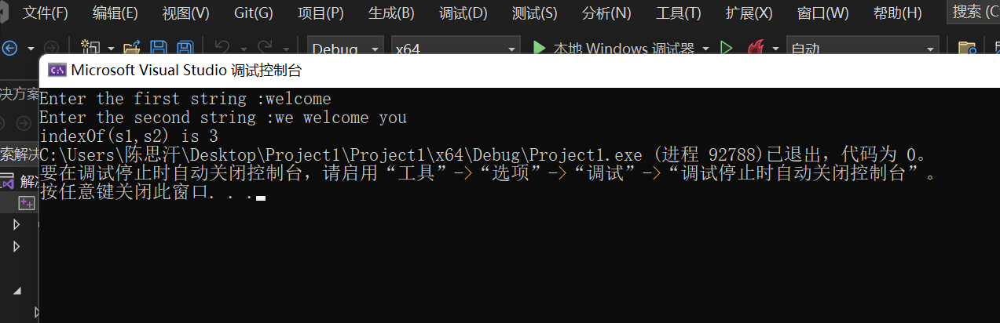 文件(F) 编辑(E) 视图(V) Git(G) 项目(P) 生成(B) 调试(D) 测试(S) 分析(N) 工具(T) 扩展(X) 窗口(W) 帮助(H) 搜索 (C
Debug x64 本地 Windows 调试器 自动
Microsoft Visual Studio 调试控制台
决方案
Enter the first string :welcome
Enter the second string :we welcome you
indexOf(s1,s2) is 3
索解决
C:\Users\陈思汗\Desktop\Project1\Project1\x64\Debug\Project1.exe (进程 92788)已退出，代码为 0。
要在调试停止时自动关闭控制台，请启用“工具”->“选项”->“调试”->“调试停止时自动关闭控制台”。
解决
按任意键关闭此窗口. . .